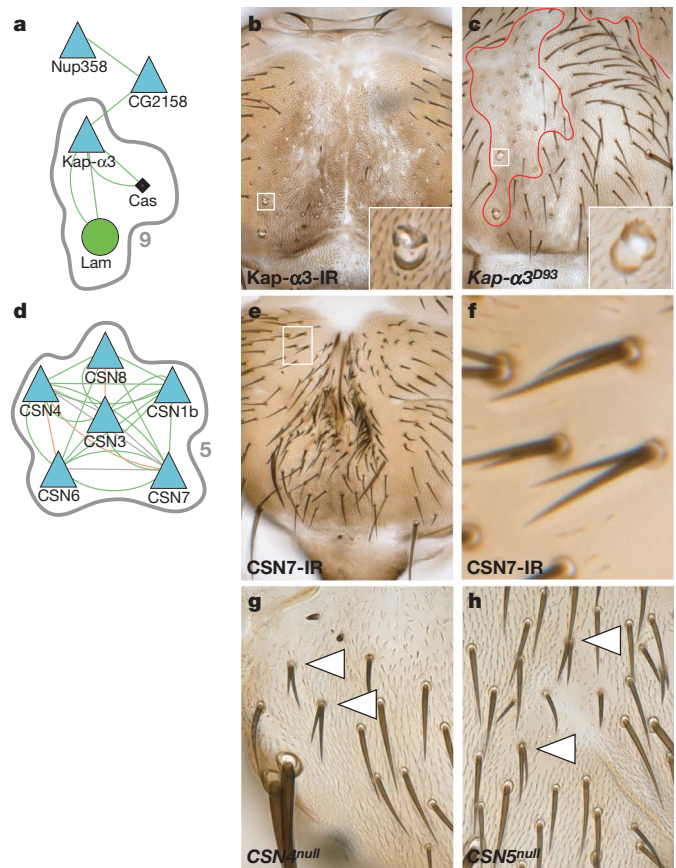 a
Nup358
CG2158
Kap-α3
Cas
Lam
9
b
Kap-α3-IR
c
Kap-α3D93
d
CSN8
CSN4
CSN1b
CSN3
CSN6
CSN7
5
e
CSN7-IR
f
CSN7-IR
g
CSN4null
h
CSN5null